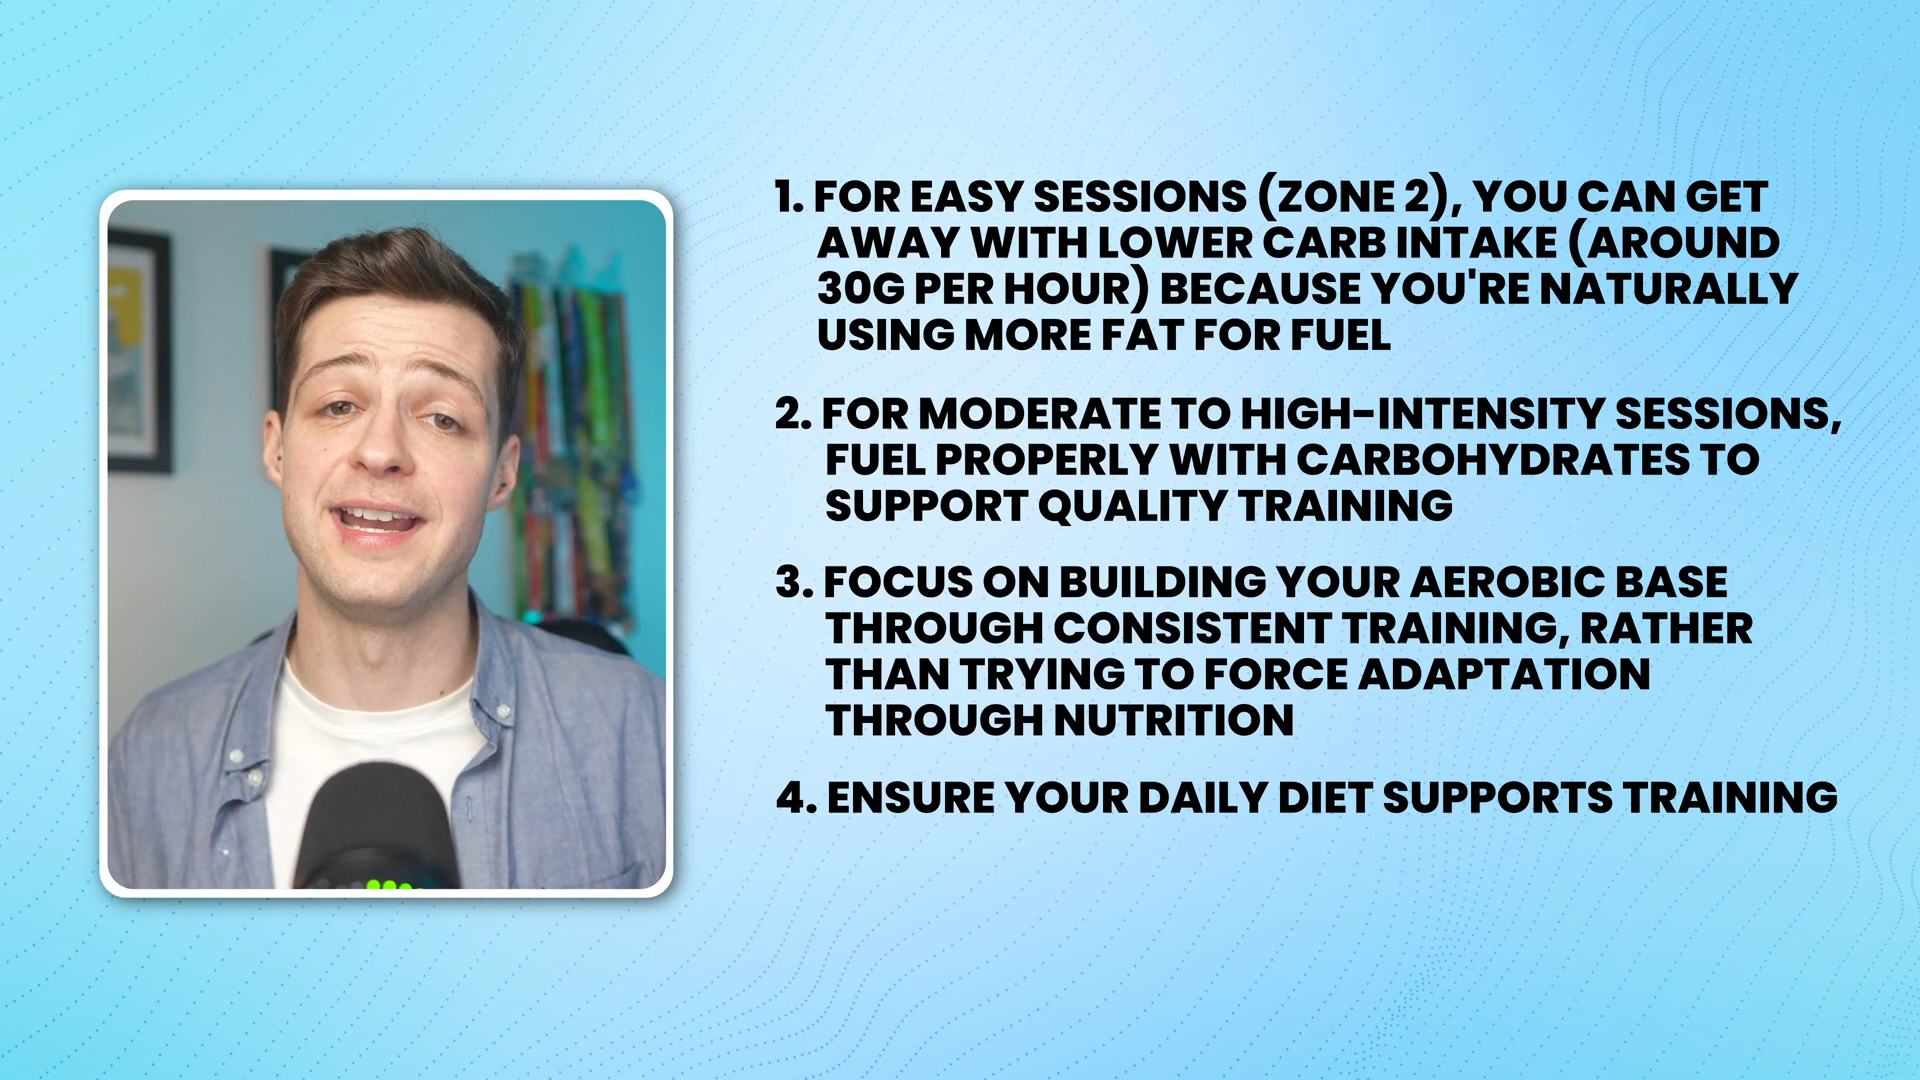 1. FOR EASY SESSIONS (ZONE 2), YOU CAN GET
AWAY WITH LOWER CARB INTAKE (AROUND
30G PER HOUR) BECAUSE YOU'RE NATURALLY
USING MORE FAT FOR FUEL
2. FOR MODERATE TO HIGH-INTENSITY SESSIONS,
FUEL PROPERLY WITH CARBOHYDRATES TO
SUPPORT QUALITY TRAINING
3. FOCUS ON BUILDING YOUR AEROBIC BASE
THROUGH CONSISTENT TRAINING, RATHER
THAN TRYING TO FORCE ADAPTATION
THROUGH NUTRITION
4. ENSURE YOUR DAILY DIET SUPPORTS TRAINING